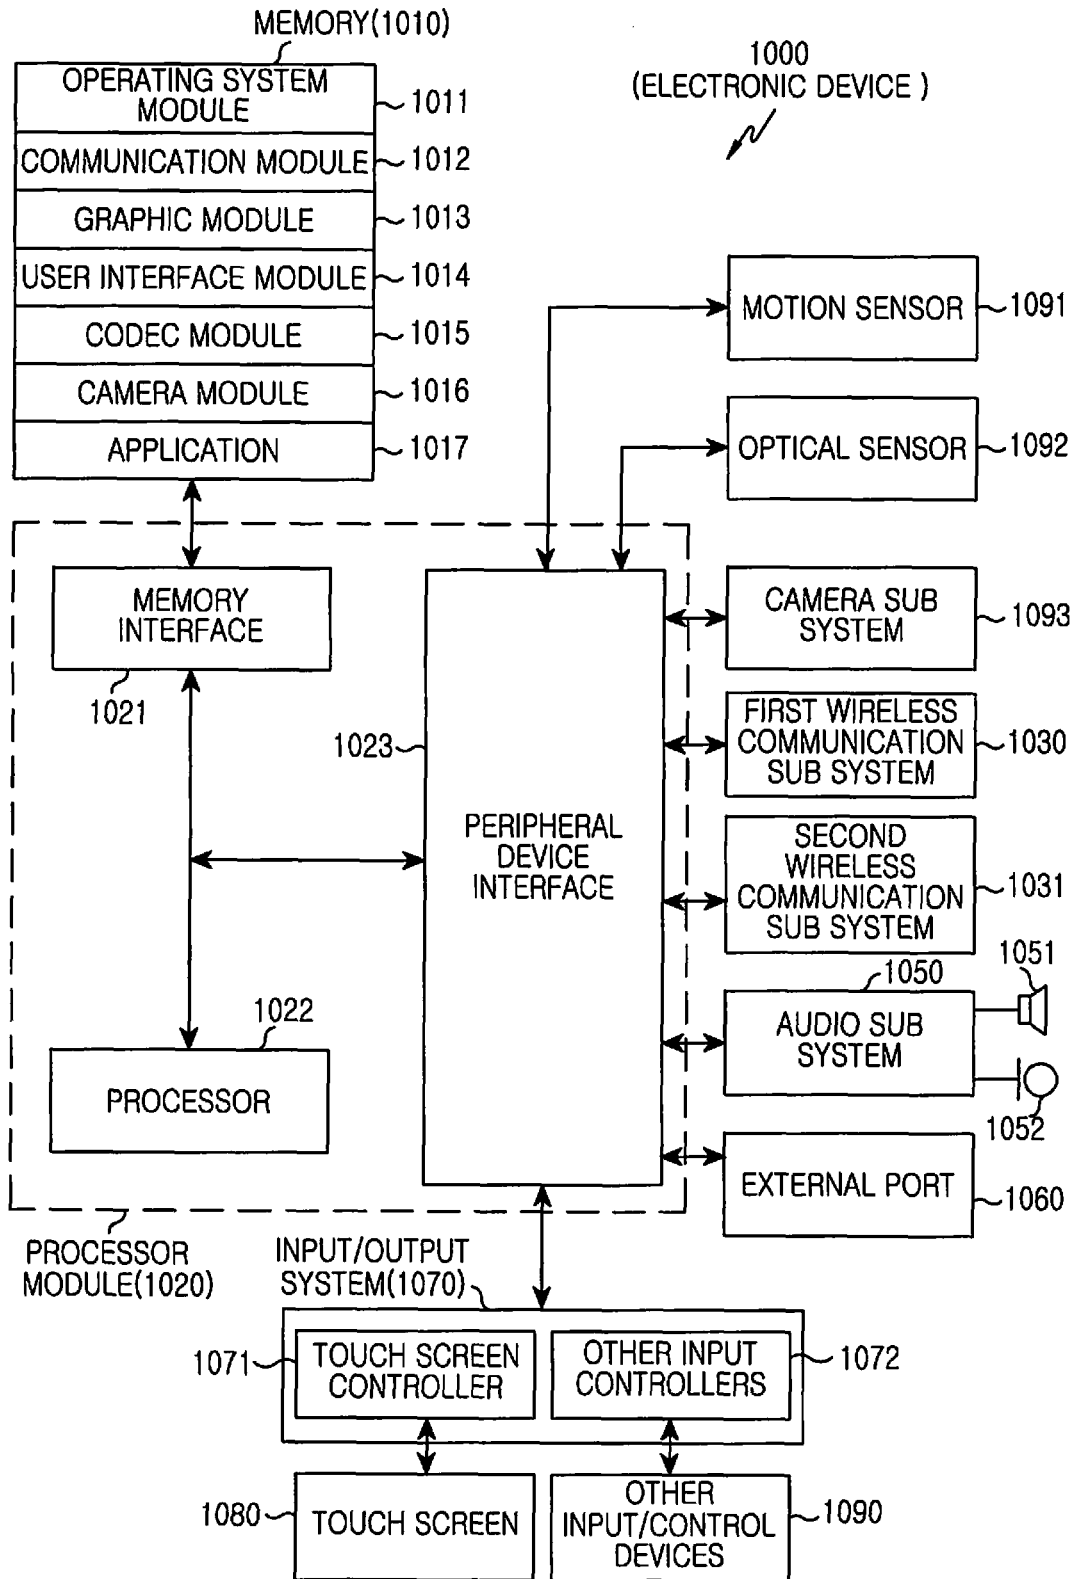 MEMORY(1010)
1000
(ELECTRONIC DEVICE )
OPERATING SYSTEM
MODULE
1011
COMMUNICATION MODULE
1012
GRAPHIC MODULE
1013
USER INTERFACE MODULE
1014
CODEC MODULE
1015
CAMERA MODULE
1016
APPLICATION
1017
MOTION SENSOR
1091
OPTICAL SENSOR
1092
MEMORY
INTERFACE
1021
CAMERA SUB
SYSTEM
1093
FIRST WIRELESS
COMMUNICATION
SUB SYSTEM
1030
1023
PERIPHERAL
DEVICE
INTERFACE
SECOND
WIRELESS
COMMUNICATION
SUB SYSTEM
1031
1022
PROCESSOR
1050
AUDIO SUB
SYSTEM
1051
1052
EXTERNAL PORT
1060
PROCESSOR
MODULE(1020)
INPUT/OUTPUT
SYSTEM(1070)
1071
TOUCH SCREEN
CONTROLLER
OTHER INPUT
CONTROLLERS
1072
1080
TOUCH SCREEN
OTHER
INPUT/CONTROL
DEVICES
1090